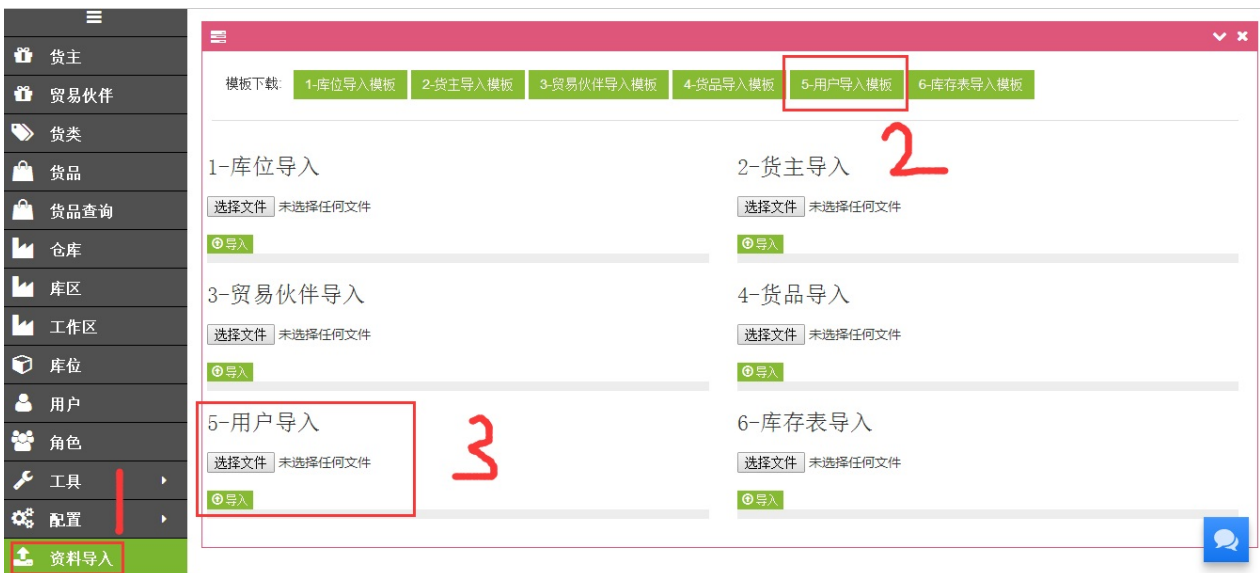 货主
贸易伙伴
货类
货品
货品查询
仓库
库区
工作区
库位
用户
角色
工具
配置
资料导入
1
模板下载: 1-库位导入模板 2-货主导入模板 3-贸易伙伴导入模板 4-货品导入模板 5-用户导入模板 6-库存表导入模板
2
1-库位导入
选择文件 未选择任何文件
导入
2-货主导入
选择文件 未选择任何文件
导入
3-贸易伙伴导入
选择文件 未选择任何文件
导入
4-货品导入
选择文件 未选择任何文件
导入
5-用户导入
选择文件 未选择任何文件
导入
3
6-库存表导入
选择文件 未选择任何文件
导入